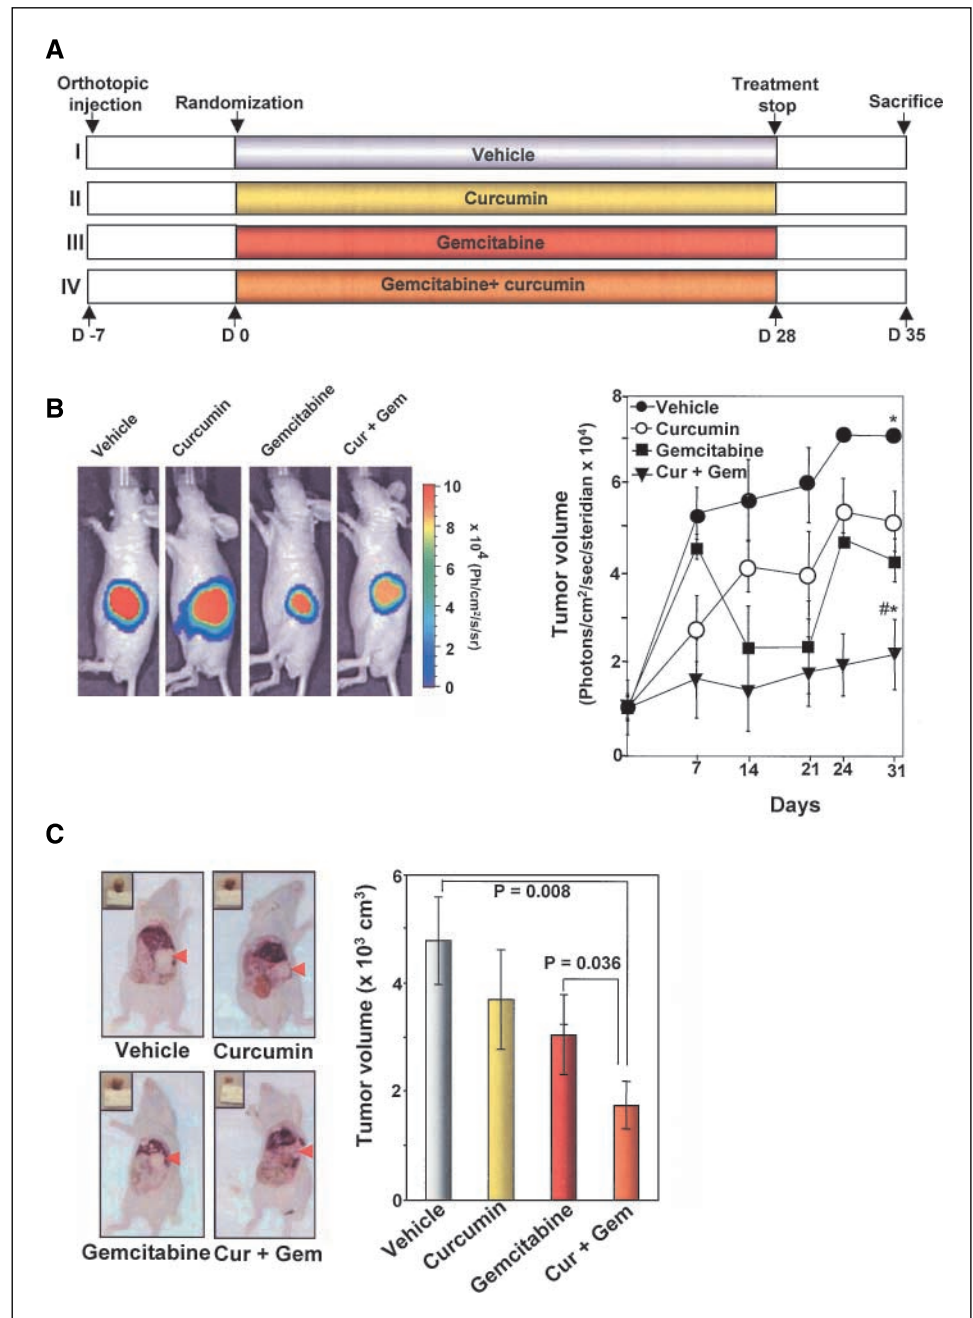 A
Orthotopic
injection
Randomization
Treatment
stop
Sacrifice
I
Vehicle
II
Curcumin
III
Gemcitabine
IV
Gemcitabine+ curcumin
D -7
D 0
D 28
D 35
B
Vehicle
Curcumin
Gemcitabine
Cur + Gem
10
8
6
4
2
0
x 10⁴ (Ph/cm²/s/sr)
Tumor volume
(Photons/cm²/sec/steridian x 10⁴)
8
6
4
2
0
Vehicle
Curcumin
Gemcitabine
Cur + Gem
*
#*
7 14 21 24 31
Days
C
Vehicle
Curcumin
Gemcitabine
Cur + Gem
Tumor volume (x 10³ cm³)
6
4
2
0
P = 0.008
P = 0.036
Vehicle
Curcumin
Gemcitabine
Cur + Gem